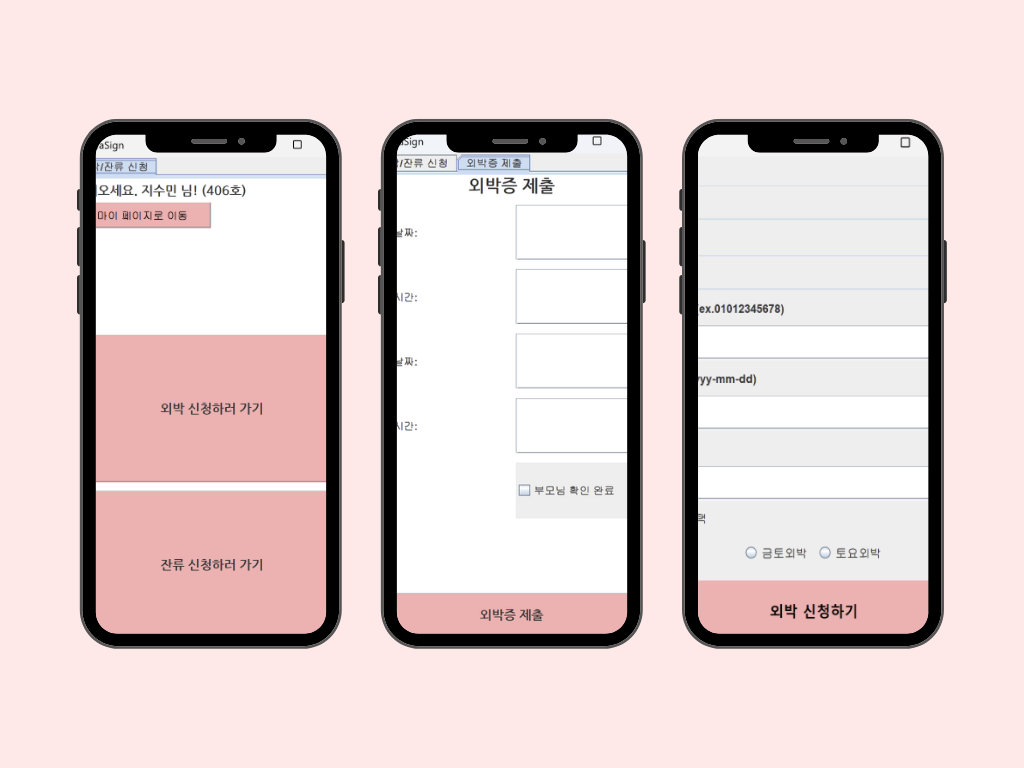 aSign
/잔류 신청
오세요, 지수민 님! (406호)
마이 페이지로 이동
외박 신청하러 가기
잔류 신청하러 가기
Sign
/잔류 신청
외박증 제출
외박증 제출
날짜:
시간:
날짜:
시간:
부모님 확인 완료
외박증 제출
(ex.01012345678)
yy-mm-dd)
택
금토외박
토요외박
외박 신청하기